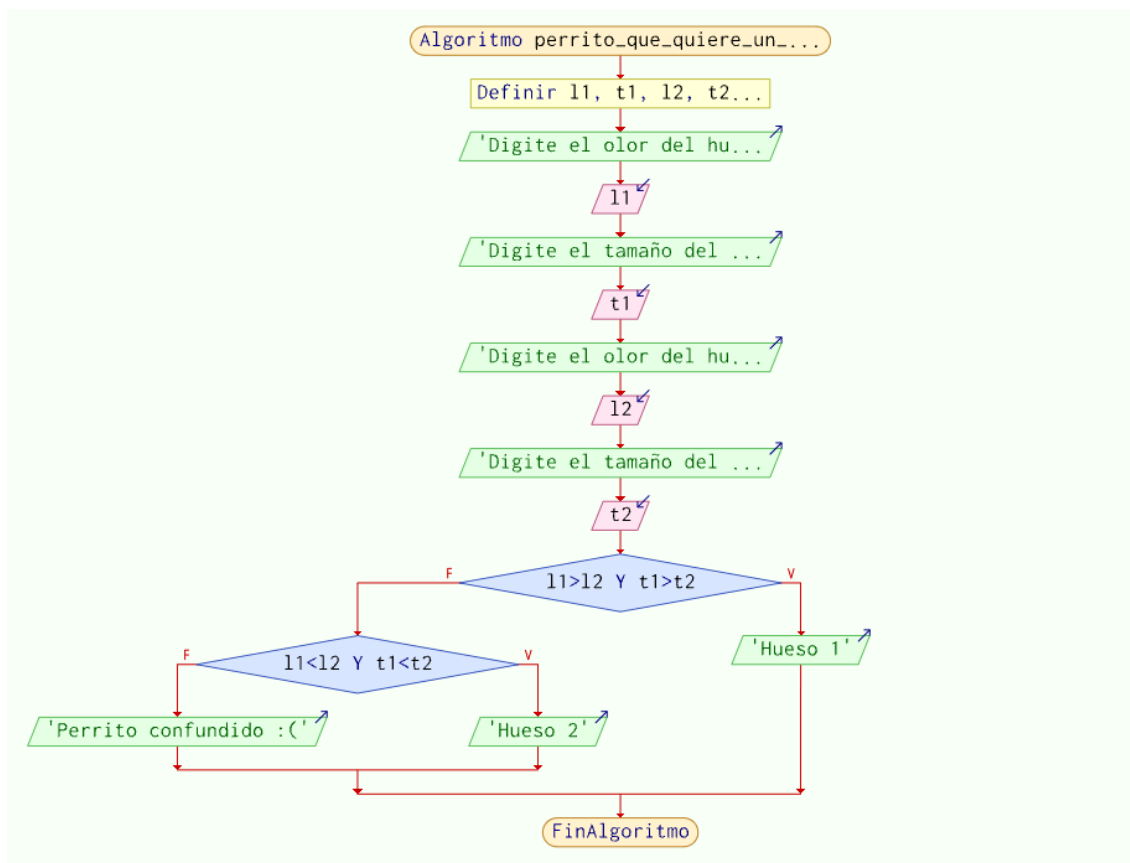 Algoritmo perrito_que_quiere_un_...
Definir l1, t1, l2, t2...
'Digite el olor del hu...
l1
'Digite el tamaño del ...
t1
'Digite el olor del hu...
l2
'Digite el tamaño del ...
t2
F
l1>l2 Y t1>t2
V
'Hueso 1'
F
l1<l2 Y t1<t2
V
'Perrito confundido :('
'Hueso 2'
FinAlgoritmo